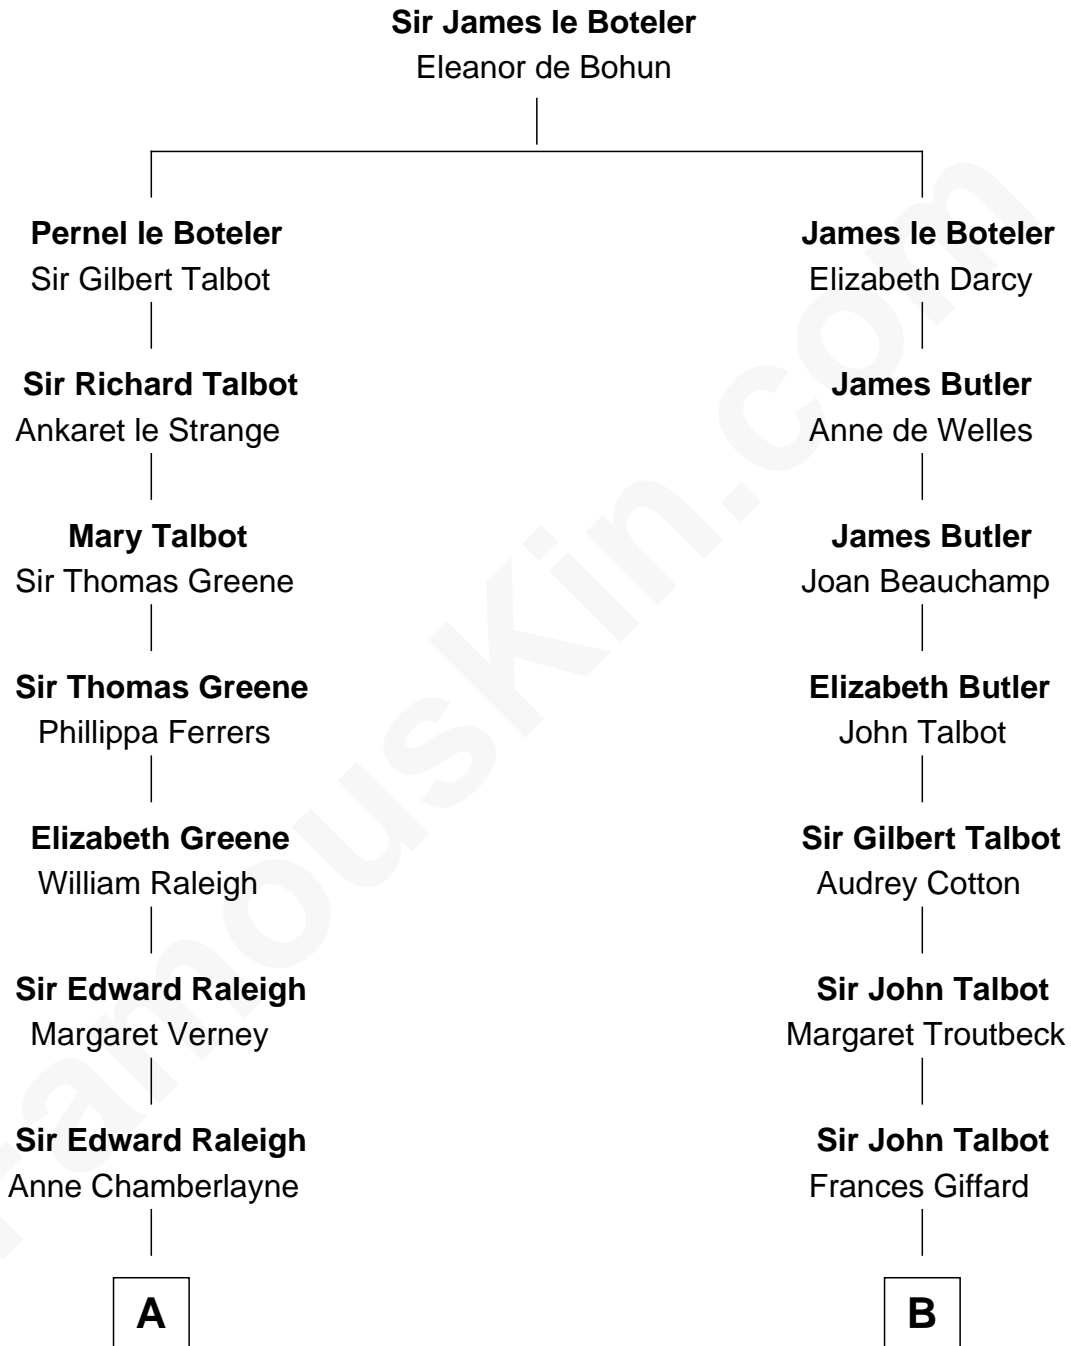 Sir James le Boteler
Eleanor de Bohun
Pernel le Boteler
Sir Gilbert Talbot
James le Boteler
Elizabeth Darcy
Sir Richard Talbot
Ankaret le Strange
James Butler
Anne de Welles
Mary Talbot
Sir Thomas Greene
James Butler
Joan Beauchamp
Sir Thomas Greene
Phillippa Ferrers
Elizabeth Butler
John Talbot
Elizabeth Greene
William Raleigh
Sir Gilbert Talbot
Audrey Cotton
Sir Edward Raleigh
Margaret Verney
Sir John Talbot
Margaret Troutbeck
Sir Edward Raleigh
Anne Chamberlayne
Sir John Talbot
Frances Giffard
A
B
FamousKin.com